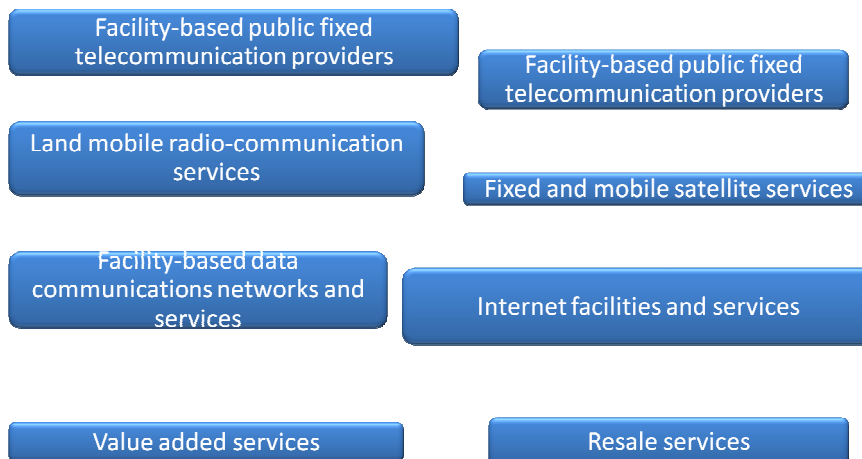 Facility-based public fixed
telecommunication providers
Facility-based public fixed
telecommunication providers
Land mobile radio-communication
services
Fixed and mobile satellite services
Facility-based data
communications networks and
services
Internet facilities and services
Value added services
Resale services